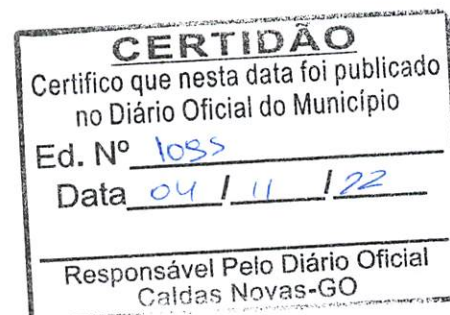 CERTIDÃO
Certifico que nesta data foi publicado
no Diário Oficial do Município
Ed. Nº
Data 04 / 11 / 22
Responsável Pelo Diário Oficial
Caldas Novas-GO